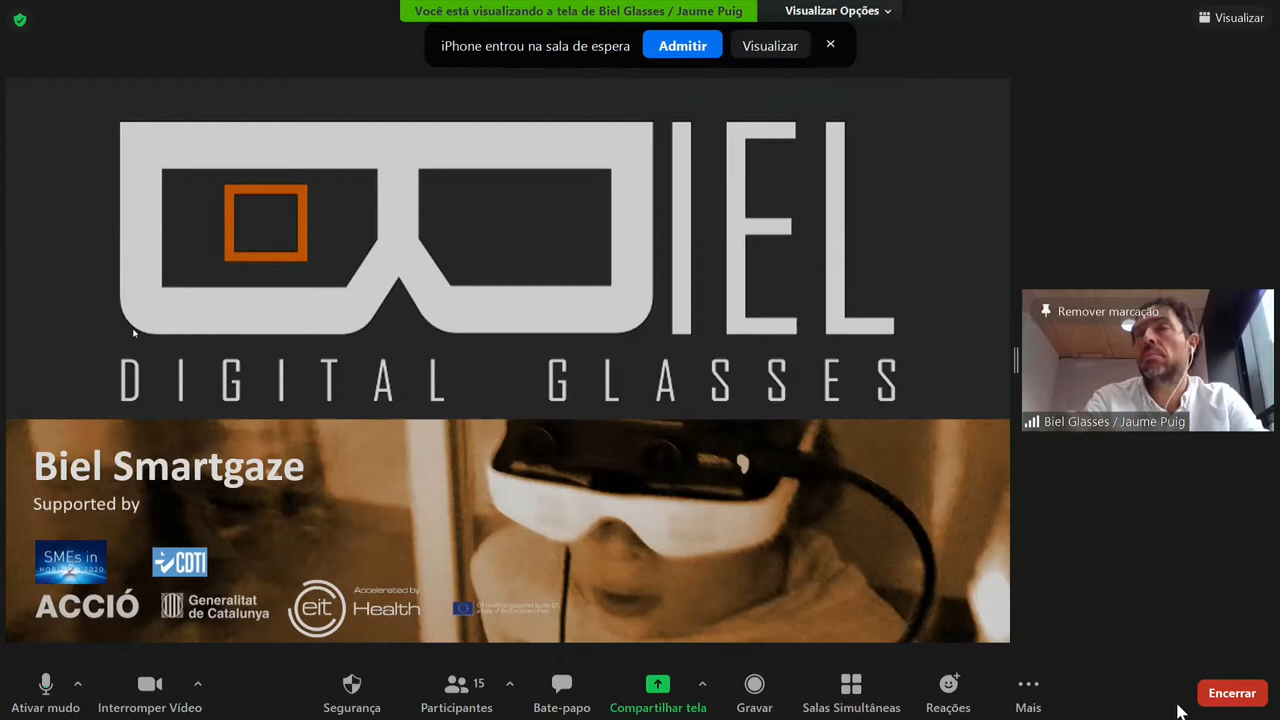 Você está visualizando a tela de Biel Glasses / Jaume Puig
Visualizar Opções
Visualizar
iPhone entrou na sala de espera
Admitir
Visualizar
BIEL
DIGITAL GLASSES
Remover marcação
Biel Glasses / Jaume Puig
Biel Smartgaze
Supported by
SMEs in
HORIZON 2020
CDTI
ACCIÓ
Generalitat
de Catalunya
eit
Accelerated by
Health
Ativar mudo
Interromper Vídeo
Segurança
15
Participantes
Bate-papo
Compartilhar tela
Gravar
Salas Simultâneas
Reações
Mais
Encerrar